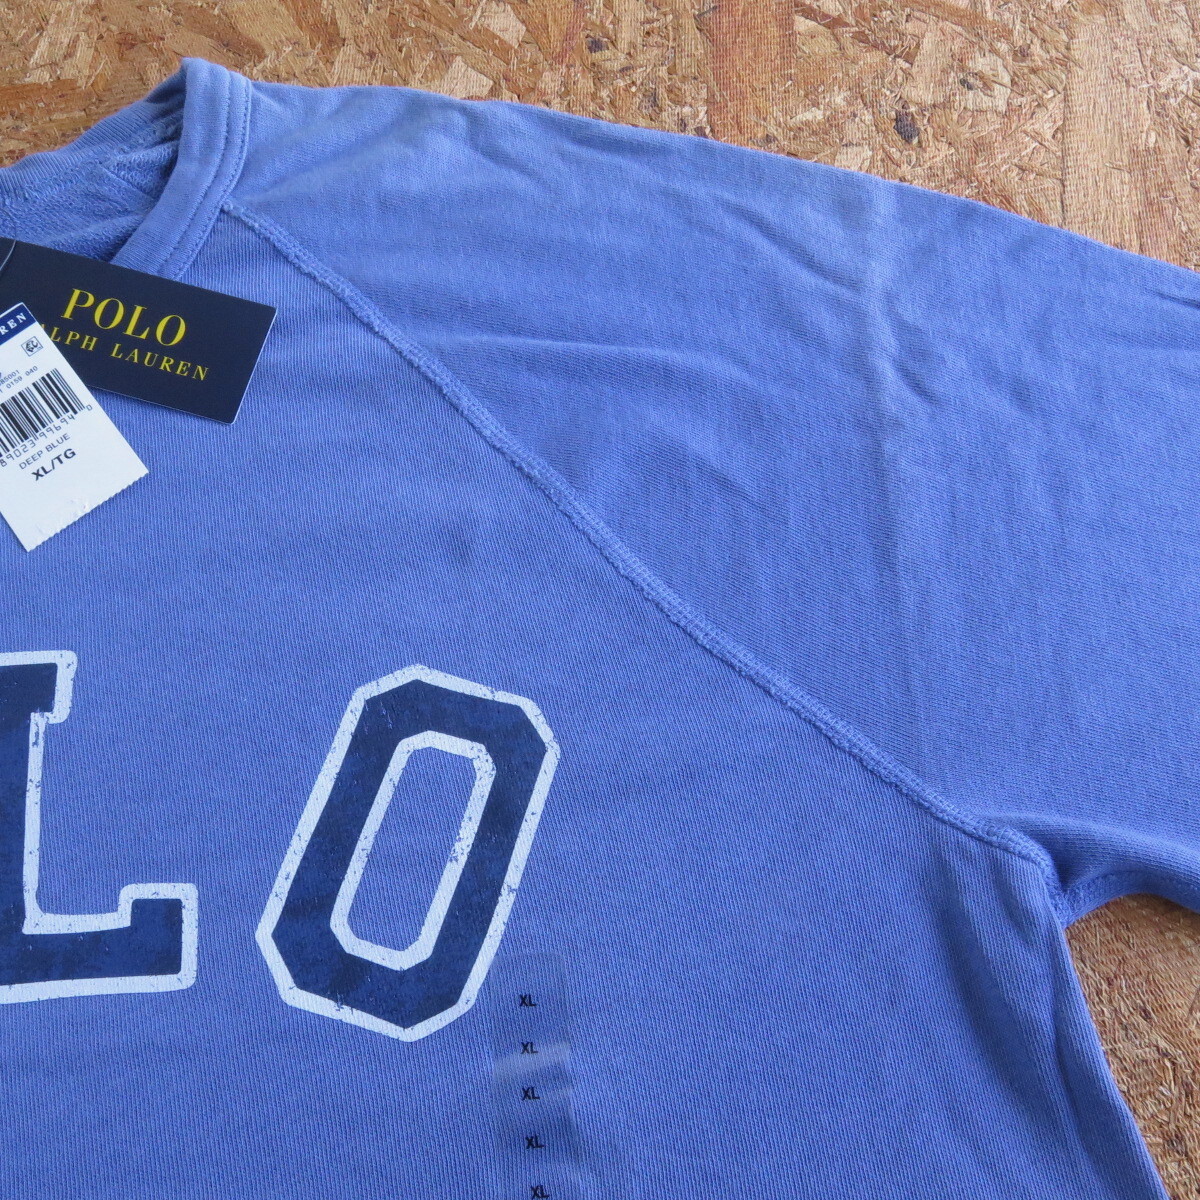 POLO
RALPH LAUREN
REN
DEEP BLUE
XL/TG
LO
XL
XL
XL
XL
XL